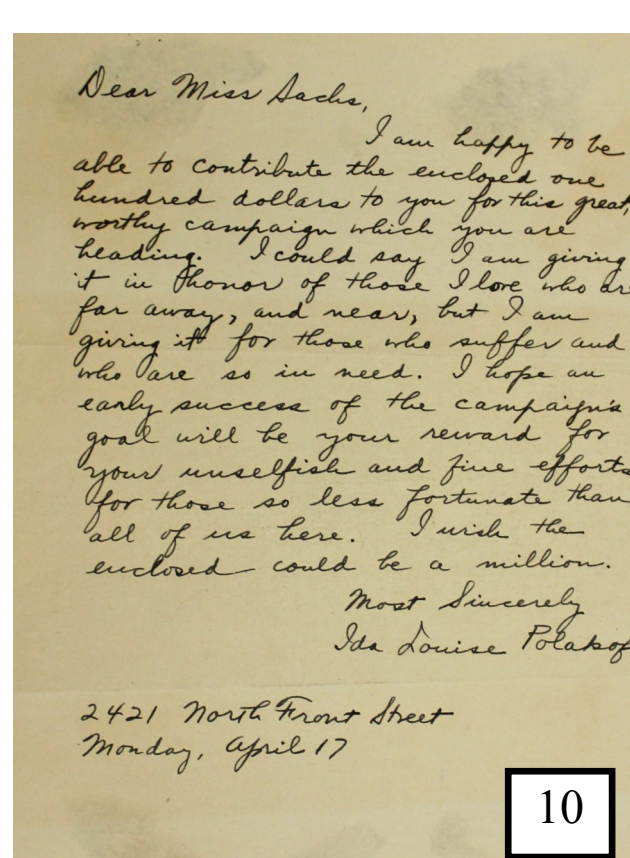 Dear Miss Sachs,
I am happy to be
able to contribute the enclosed one
hundred dollars to you for this great,
worthy campaign which you are
heading. I could say I am giving
it in honor of those I love who are
far away, and near, but I am
giving it for those who suffer and
who are so in need. I hope an
early success of the campaign's
goal will be your reward for
your unselfish and fine efforts
for those so less fortunate than
all of us here. I wish the
enclosed could be a million.
Most Sincerely
Ida Louise Polakof
2421 North Front Street
Monday, April 17
10